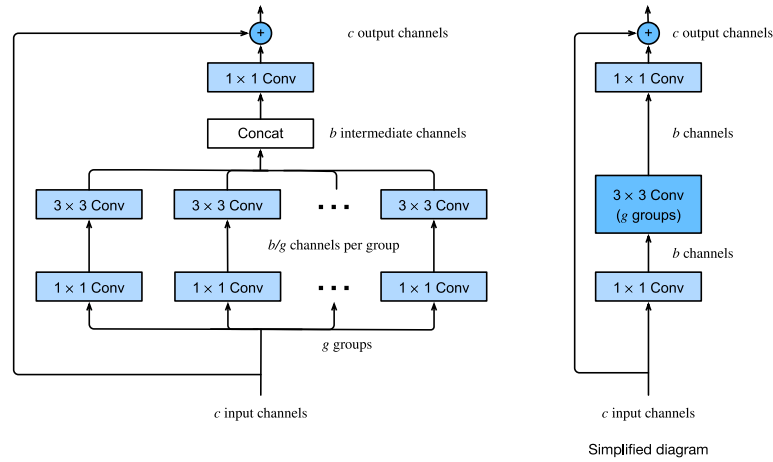 +
c output channels
1 × 1 Conv
Concat
b intermediate channels
3 × 3 Conv
3 × 3 Conv
3 × 3 Conv
b/g channels per group
1 × 1 Conv
1 × 1 Conv
1 × 1 Conv
g groups
c input channels
+
c output channels
1 × 1 Conv
b channels
3 × 3 Conv
(g groups)
b channels
1 × 1 Conv
c input channels
Simplified diagram